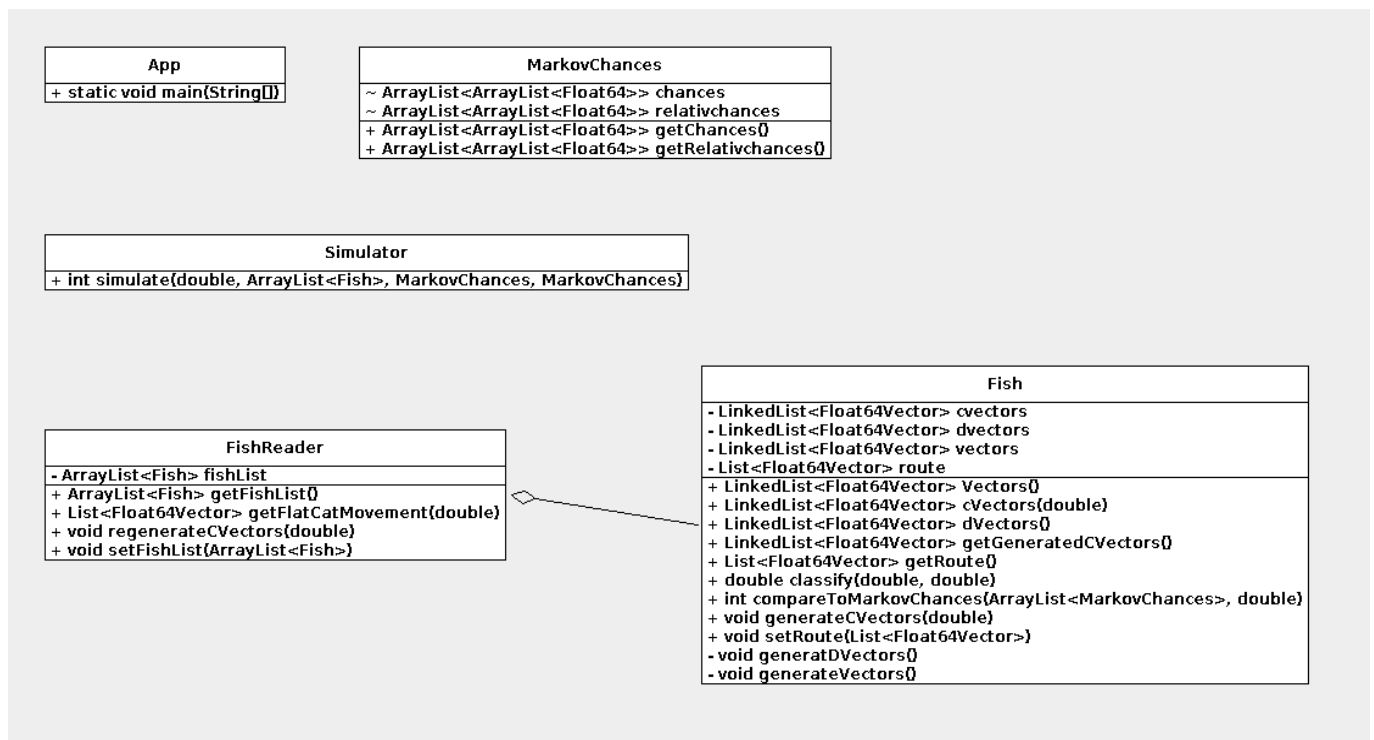 App
+ static void main(String[])
MarkovChances
~ ArrayList<ArrayList<Float64>> chances
~ ArrayList<ArrayList<Float64>> relativchances
+ ArrayList<ArrayList<Float64>> getChances()
+ ArrayList<ArrayList<Float64>> getRelativchances()
Simulator
+ int simulate(double, ArrayList<Fish>, MarkovChances, MarkovChances)
FishReader
- ArrayList<Fish> fishList
+ ArrayList<Fish> getFishList()
+ List<Float64Vector> getFlatCatMovement(double)
+ void regenerateCVectors(double)
+ void setFishList(ArrayList<Fish>)
Fish
- LinkedList<Float64Vector> cvectors
- LinkedList<Float64Vector> dvectors
- LinkedList<Float64Vector> vectors
- List<Float64Vector> route
+ LinkedList<Float64Vector> Vectors()
+ LinkedList<Float64Vector> cVectors(double)
+ LinkedList<Float64Vector> dVectors()
+ LinkedList<Float64Vector> getGeneratedCVectors()
+ List<Float64Vector> getRoute()
+ double classify(double, double)
+ int compareToMarkovChances(ArrayList<MarkovChances>, double)
+ void generateCVectors(double)
+ void setRoute(List<Float64Vector>)
- void generatDVectors()
- void generateVectors()